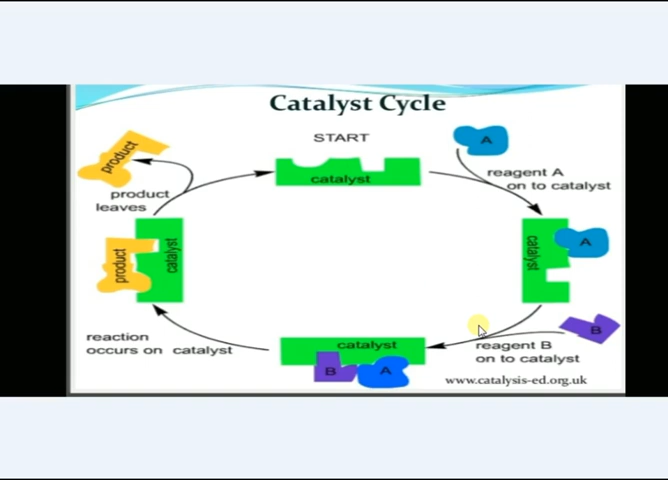 Catalyst Cycle
START
A
product
catalyst
reagent A
on to catalyst
product
leaves
catalyst
product
catalyst
A
B
reaction
occurs on catalyst
catalyst
B
A
reagent B
on to catalyst
www.catalysis-ed.org.uk